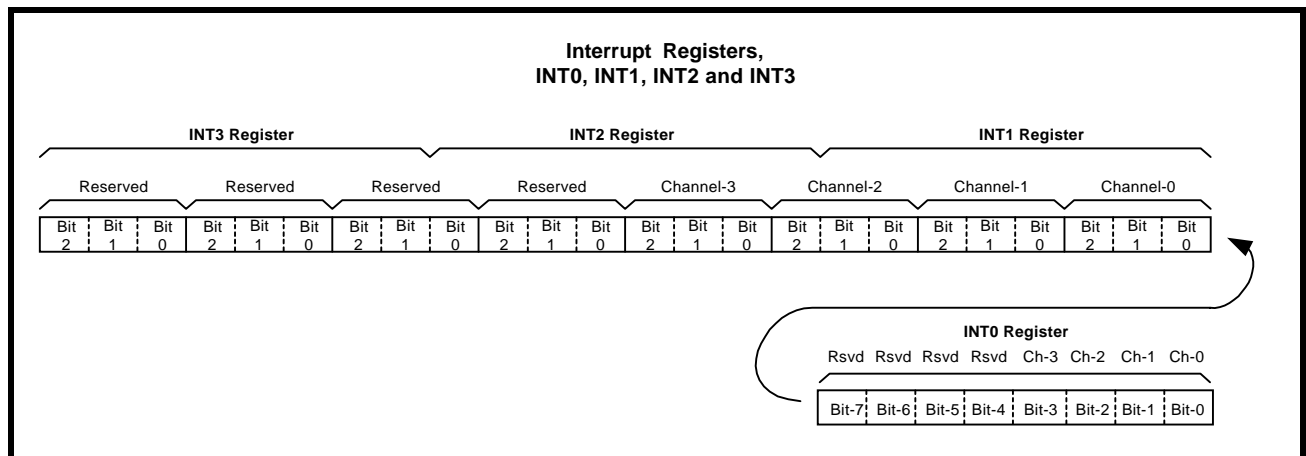 Interrupt Registers,
INT0, INT1, INT2 and INT3
INT3 Register INT2 Register INT1 Register
Reserved Reserved Reserved Reserved Channel-3 Channel-2 Channel-1 Channel-0
Bit Bit Bit Bit Bit Bit Bit Bit Bit Bit Bit Bit Bit Bit Bit Bit Bit Bit Bit Bit Bit Bit Bit Bit
2 1 0 2 1 0 2 1 0 2 1 0 2 1 0 2 1 0 2 1 0 2 1 0
INT0 Register
Rsvd Rsvd Rsvd Rsvd Ch-3 Ch-2 Ch-1 Ch-0
Bit-7 Bit-6 Bit-5 Bit-4 Bit-3 Bit-2 Bit-1 Bit-0